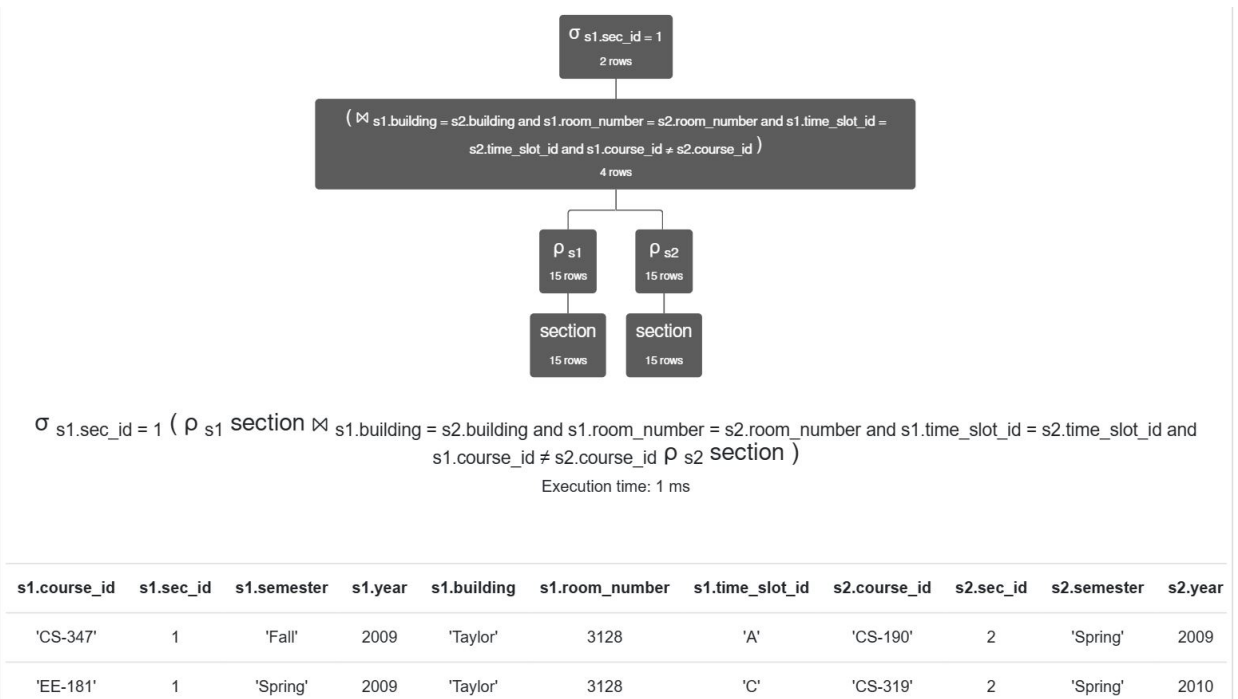 σ s1.sec_id = 1
2 rows
( ⋈ s1.building = s2.building and s1.room_number = s2.room_number and s1.time_slot_id =
s2.time_slot_id and s1.course_id ≠ s2.course_id )
4 rows
ρ s1 ρ s2
15 rows 15 rows
section section
15 rows 15 rows
σ s1.sec_id = 1 ( ρ s1 section ⋈ s1.building = s2.building and s1.room_number = s2.room_number and s1.time_slot_id = s2.time_slot_id and
s1.course_id ≠ s2.course_id ρ s2 section )
Execution time: 1 ms
s1.course_id s1.sec_id s1.semester s1.year s1.building s1.room_number s1.time_slot_id s2.course_id s2.sec_id s2.semester s2.year
'CS-347' 1 'Fall' 2009 'Taylor' 3128 'A' 'CS-190' 2 'Spring' 2009
'EE-181' 1 'Spring' 2009 'Taylor' 3128 'C' 'CS-319' 2 'Spring' 2010